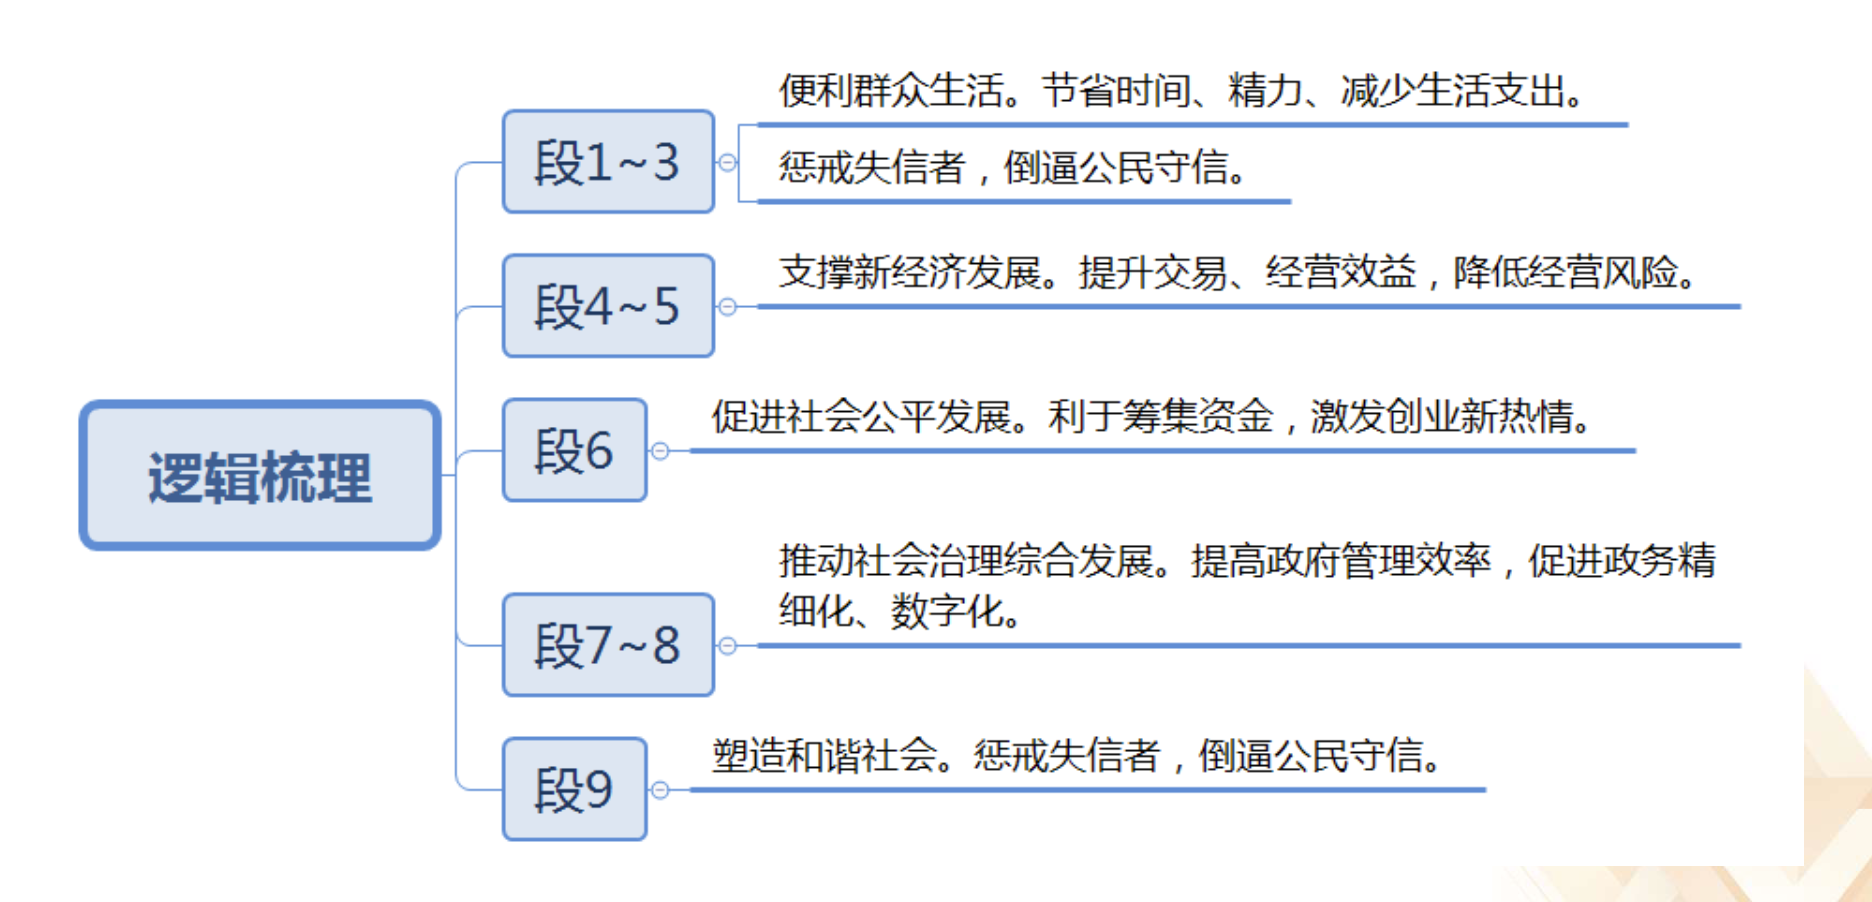 逻辑梳理
段1~3
便利群众生活。节省时间、精力、减少生活支出。
惩戒失信者，倒逼公民守信。
段4~5
支撑新经济发展。提升交易、经营效益，降低经营风险。
段6
促进社会公平发展。利于筹集资金，激发创业新热情。
段7~8
推动社会治理综合发展。提高政府管理效率，促进政务精
细化、数字化。
段9
塑造和谐社会。惩戒失信者，倒逼公民守信。